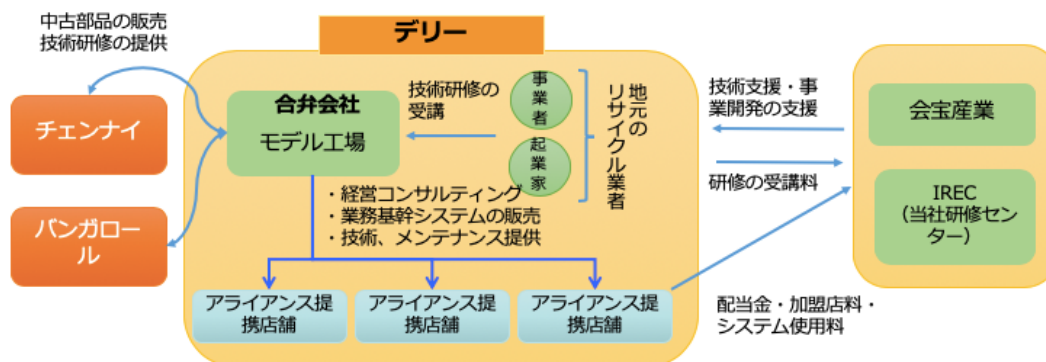 中古部品の販売
技術研修の提供
デリー
チェンナイ
バンガロー
ル
合弁会社
モデル工場
技術研修の
受講
事業者
起業家
地元の
リサイクル業者
・経営コンサルティング
・業務基幹システムの販売
・技術、メンテナンス提供
アライアンス提
携店舗
アライアンス提
携店舗
アライアンス提
携店舗
技術支援・事
業開発の支援
研修の受講料
配当金・加盟店料・
システム使用料
会宝産業
IREC
（当社研修セン
ター）